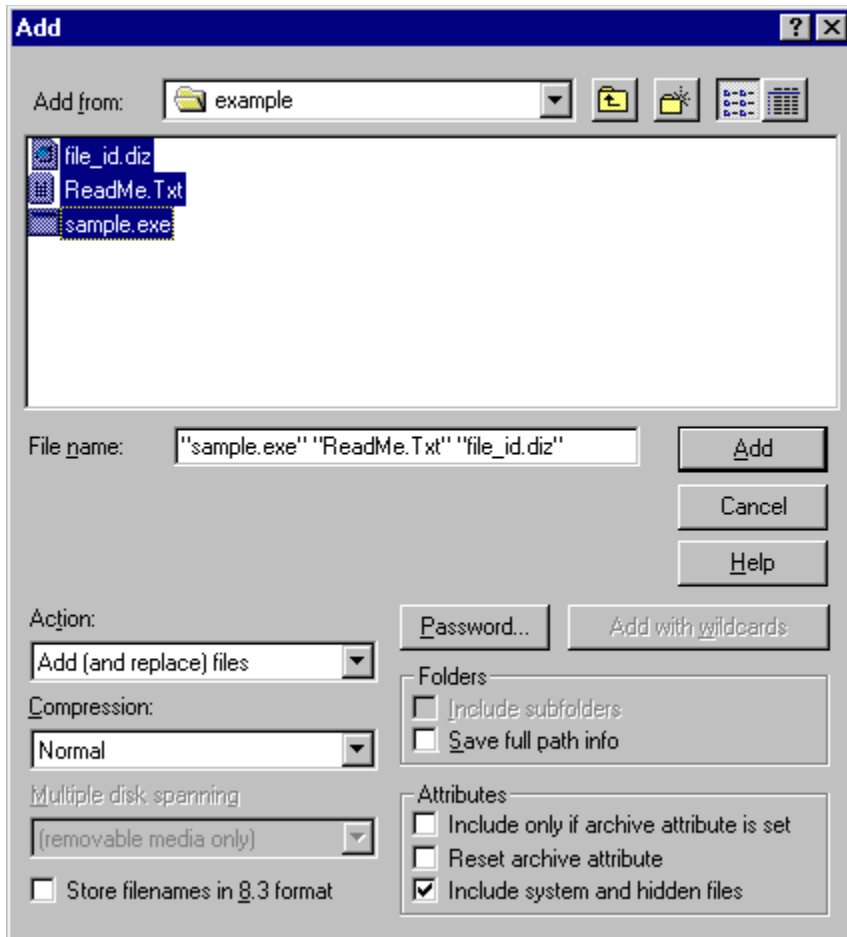 Add
Add from: example
file_id.diz
ReadMe.Txt
sample.exe
File name: "sample.exe" "ReadMe.Txt" "file_id.diz"
Add
Cancel
Help
Action:
Add (and replace) files
Compression:
Normal
Multiple disk spanning
(removable media only)
Store filenames in 8.3 format
Password... Add with wildcards
Folders
Include subfolders
Save full path info
Attributes
Include only if archive attribute is set
Reset archive attribute
Include system and hidden files